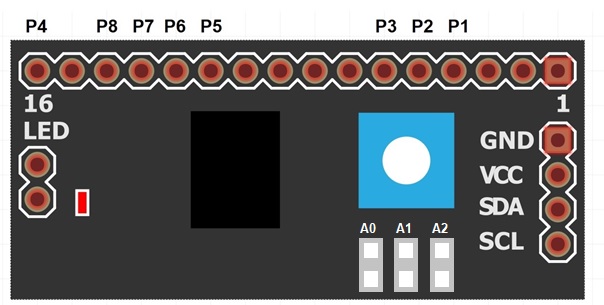 P4 P8 P7 P6 P5 P3 P2 P1
16 1
LED
GND
VCC
SDA
SCL
A0 A1 A2